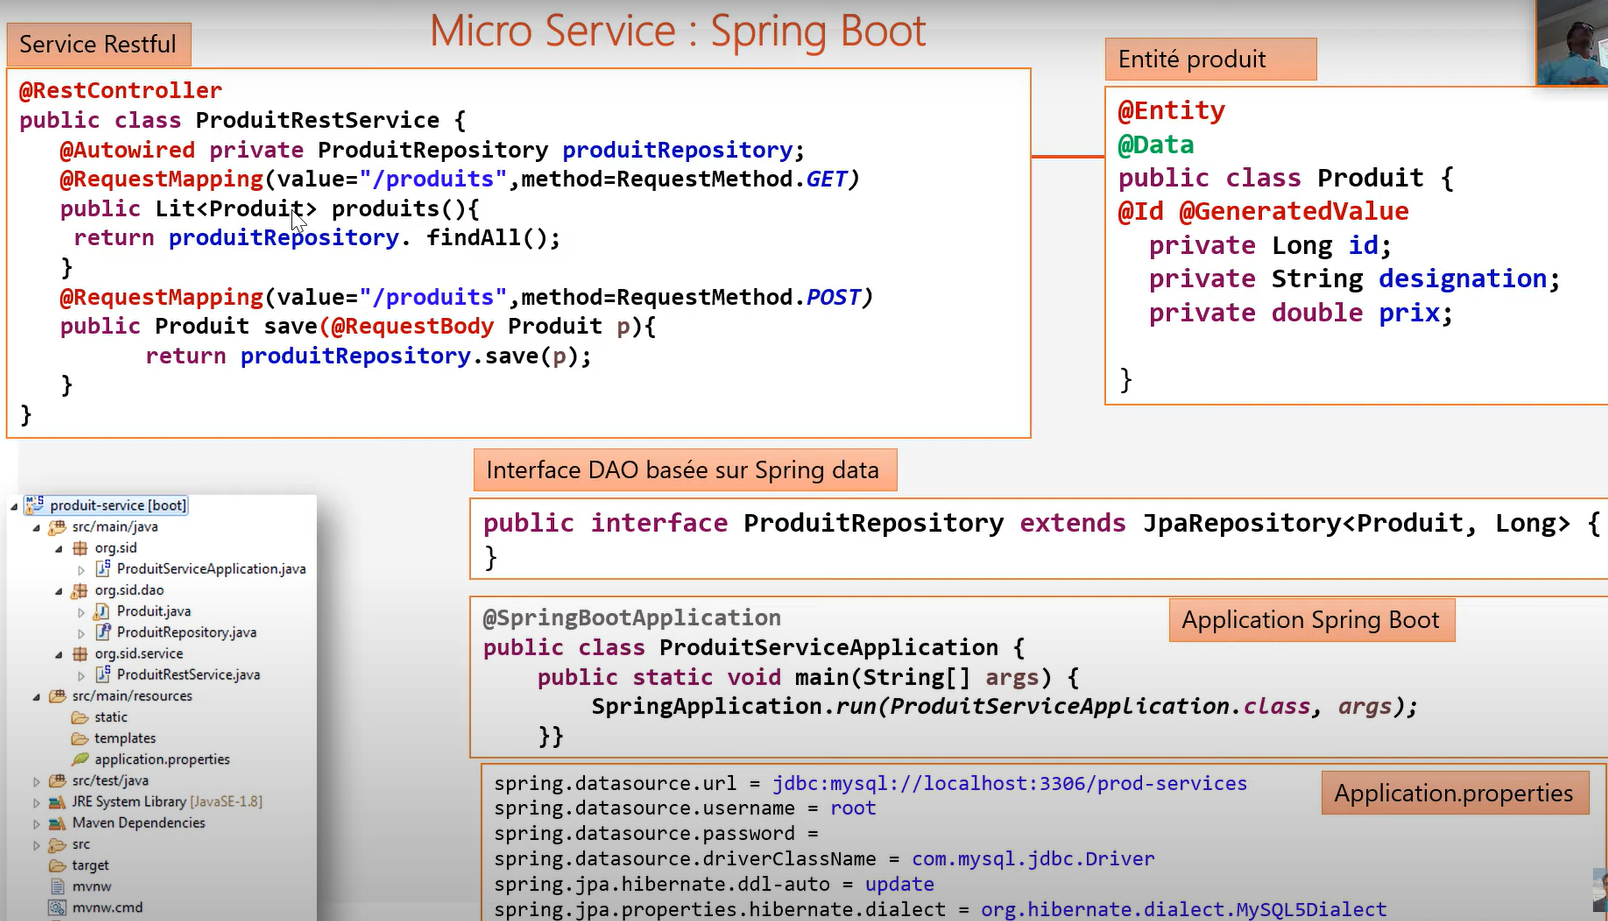 Micro Service : Spring Boot
Service Restful
@RestController
public class ProduitRestService {
@Autowired private ProduitRepository produitRepository;
@RequestMapping(value="/produits",method=RequestMethod.GET)
public Lit<Produit> produits(){
return produitRepository. findAll();
}
@RequestMapping(value="/produits",method=RequestMethod.POST)
public Produit save(@RequestBody Produit p){
return produitRepository.save(p);
}
}
Entité produit
@Entity
@Data
public class Produit {
@Id @GeneratedValue
private Long id;
private String designation;
private double prix;
}
Interface DAO basée sur Spring data
public interface ProduitRepository extends JpaRepository<Produit, Long> {
}
Application Spring Boot
@SpringBootApplication
public class ProduitServiceApplication {
public static void main(String[] args) {
SpringApplication.run(ProduitServiceApplication.class, args);
}}
Application.properties
spring.datasource.url = jdbc:mysql://localhost:3306/prod-services
spring.datasource.username = root
spring.datasource.password =
spring.datasource.driverClassName = com.mysql.jdbc.Driver
spring.jpa.hibernate.ddl-auto = update
spring.jpa.properties.hibernate.dialect = org.hibernate.dialect.MySQL5Dialect
produit-service [boot]
src/main/java
org.sid
ProduitServiceApplication.java
org.sid.dao
Produit.java
ProduitRepository.java
org.sid.service
ProduitRestService.java
src/main/resources
static
templates
application.properties
src/test/java
JRE System Library [JavaSE-1.8]
Maven Dependencies
src
target
mvnw
mvnw.cmd